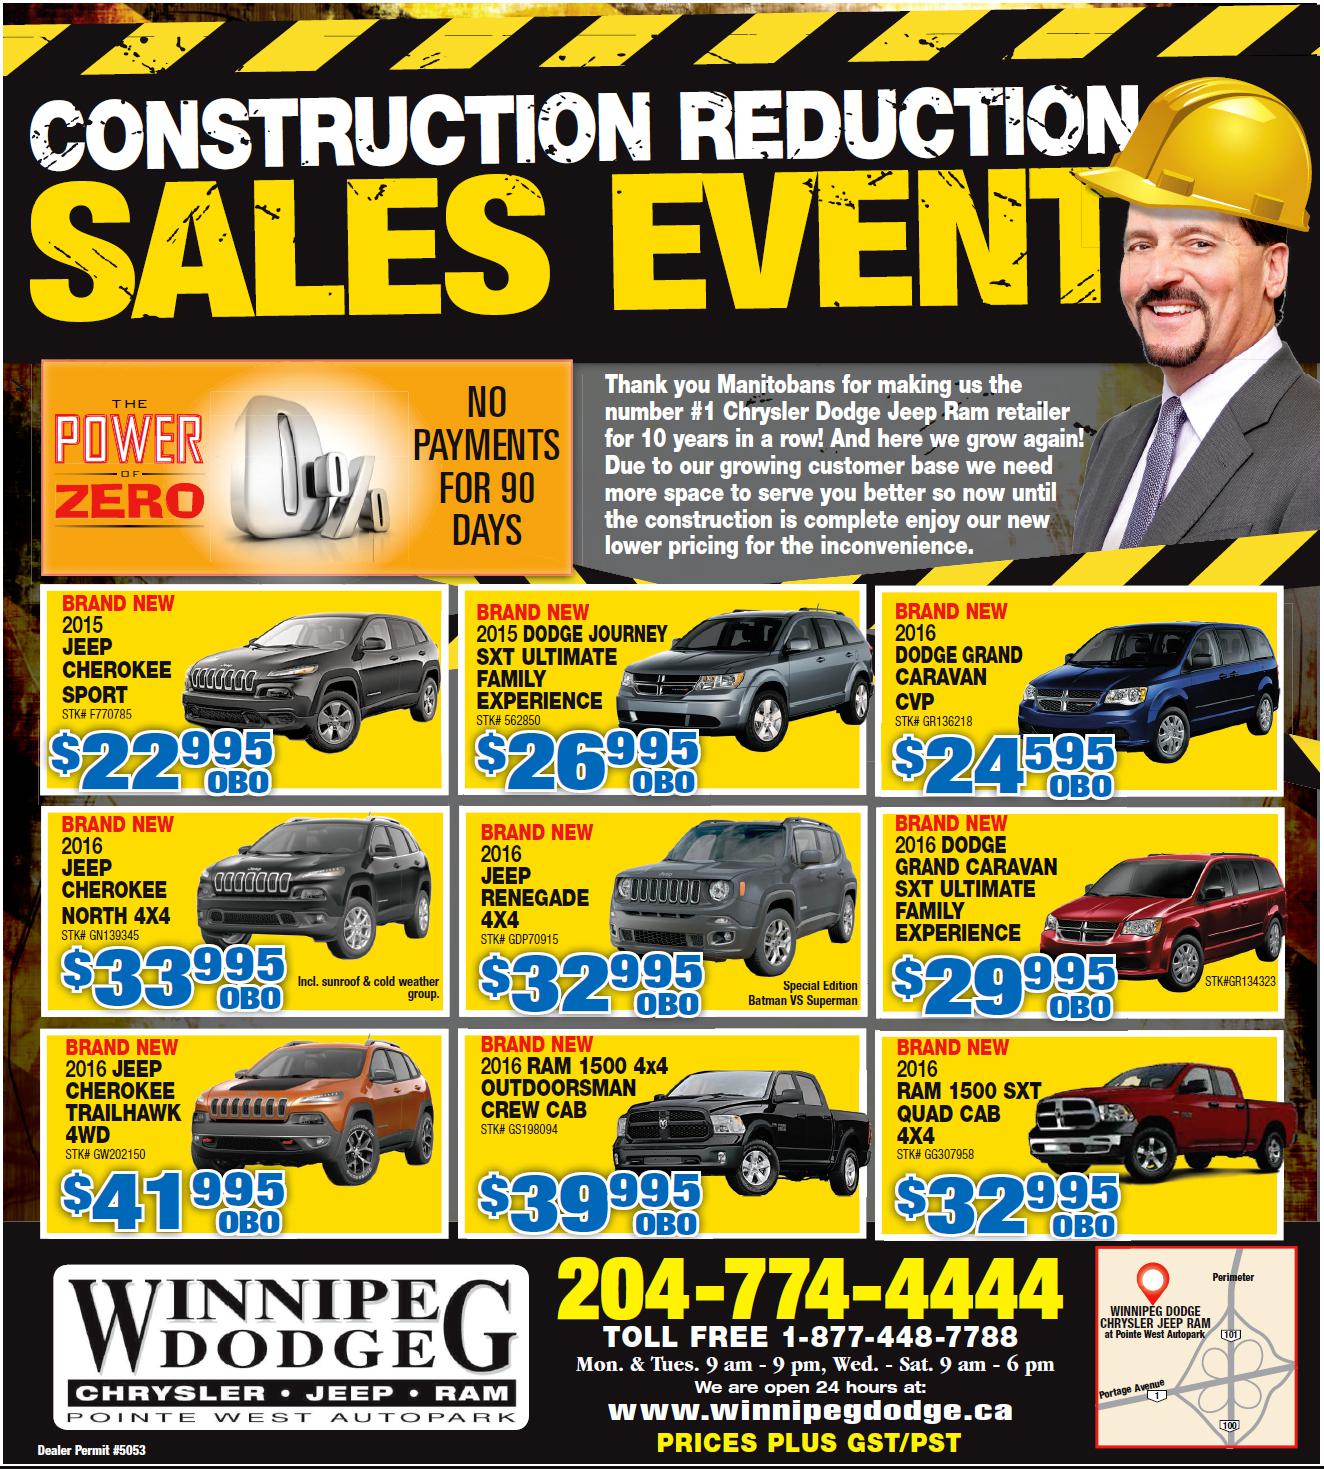 CONSTRUCTION REDUCTION
SALES EVENT
THE
POWER
OF
ZERO
0%
NO
PAYMENTS
FOR 90
DAYS
Thank you Manitobans for making us the
number #1 Chrysler Dodge Jeep Ram retailer
for 10 years in a row! And here we grow again!
Due to our growing customer base we need
more space to serve you better so now until
the construction is complete enjoy our new
lower pricing for the inconvenience.
BRAND NEW
2015
JEEP
CHEROKEE
SPORT
STK# F770785
$22995
OBO
BRAND NEW
2015 DODGE JOURNEY
SXT ULTIMATE
FAMILY
EXPERIENCE
STK# 562850
$26995
OBO
BRAND NEW
2016
DODGE GRAND
CARAVAN
CVP
STK# GR136218
$24595
OBO
BRAND NEW
2016
JEEP
CHEROKEE
NORTH 4X4
STK# GN139345
$33995
OBO
Incl. sunroof & cold weather
group.
BRAND NEW
2016
JEEP
RENEGADE
4X4
STK# GDP70915
$32995
OBO
Special Edition
Batman VS Superman
BRAND NEW
2016 DODGE
GRAND CARAVAN
SXT ULTIMATE
FAMILY
EXPERIENCE
STK#GR134323
$29995
OBO
BRAND NEW
2016 JEEP
CHEROKEE
TRAILHAWK
4WD
STK# GW202150
$41995
OBO
BRAND NEW
2016 RAM 1500 4x4
OUTDOORSMAN
CREW CAB
STK# GS198094
$39995
OBO
BRAND NEW
2016
RAM 1500 SXT
QUAD CAB
4X4
STK# GG307958
$32995
OBO
WINNIPEG
DODGE
CHRYSLER • JEEP • RAM
POINTE WEST AUTOPARK
Dealer Permit #5053
204-774-4444
TOLL FREE 1-877-448-7788
Mon. & Tues. 9 am - 9 pm, Wed. - Sat. 9 am - 6 pm
We are open 24 hours at:
www.winnipegdodge.ca
PRICES PLUS GST/PST
Perimeter
WINNIPEG DODGE
CHRYSLER JEEP RAM
at Pointe West Autopark
101
Portage Avenue
1
100